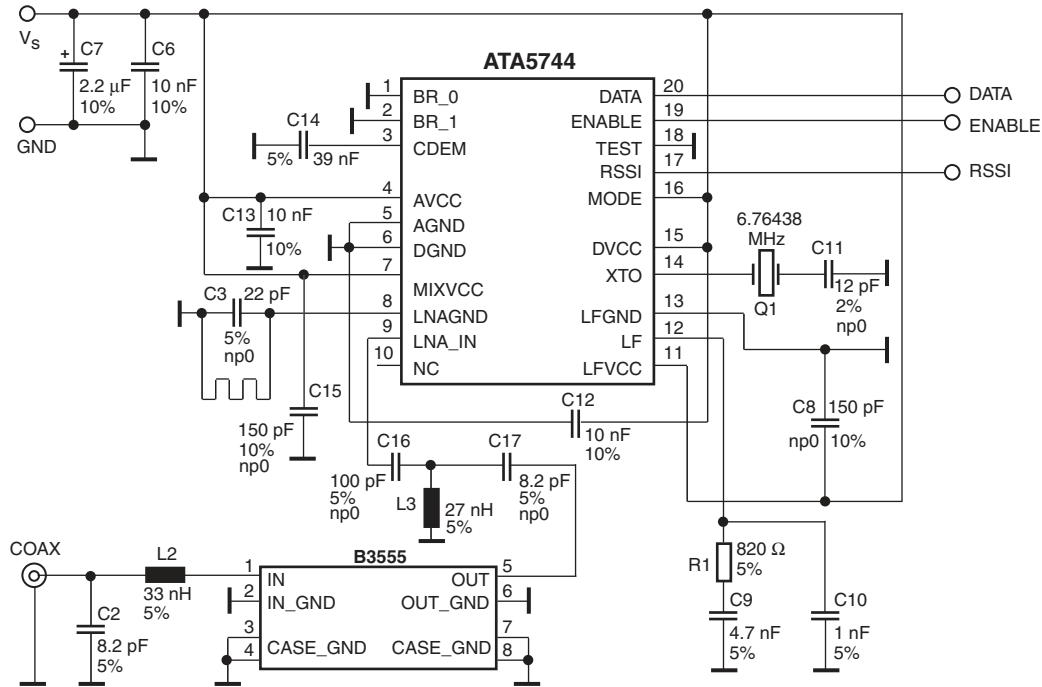 VS
C7
2.2 μF
10%
C6
10 nF
10%
GND
+
ATA5744
1
BR_0
2
BR_1
3
CDEM
4
AVCC
5
AGND
6
DGND
7
MIXVCC
8
LNAGND
9
LNA_IN
10
NC
20
DATA
19
ENABLE
18
TEST
17
RSSI
16
MODE
15
DVCC
14
XTO
13
LFGND
12
LF
11
LFVCC
DATA
ENABLE
RSSI
C14
5%
39 nF
C13
10 nF
10%
C3
22 pF
5%
np0
C15
150 pF
10%
np0
6.76438
MHz
Q1
C11
12 pF
2%
np0
C12
10 nF
10%
C8
150 pF
np0
10%
C16
100 pF
5%
np0
C17
8.2 pF
5%
np0
L3
27 nH
5%
COAX
L2
33 nH
5%
C2
8.2 pF
5%
B3555
1
IN
2
IN_GND
3
4
CASE_GND
5
OUT
6
OUT_GND
7
8
CASE_GND
R1
820 Ω
5%
C9
4.7 nF
5%
C10
1 nF
5%